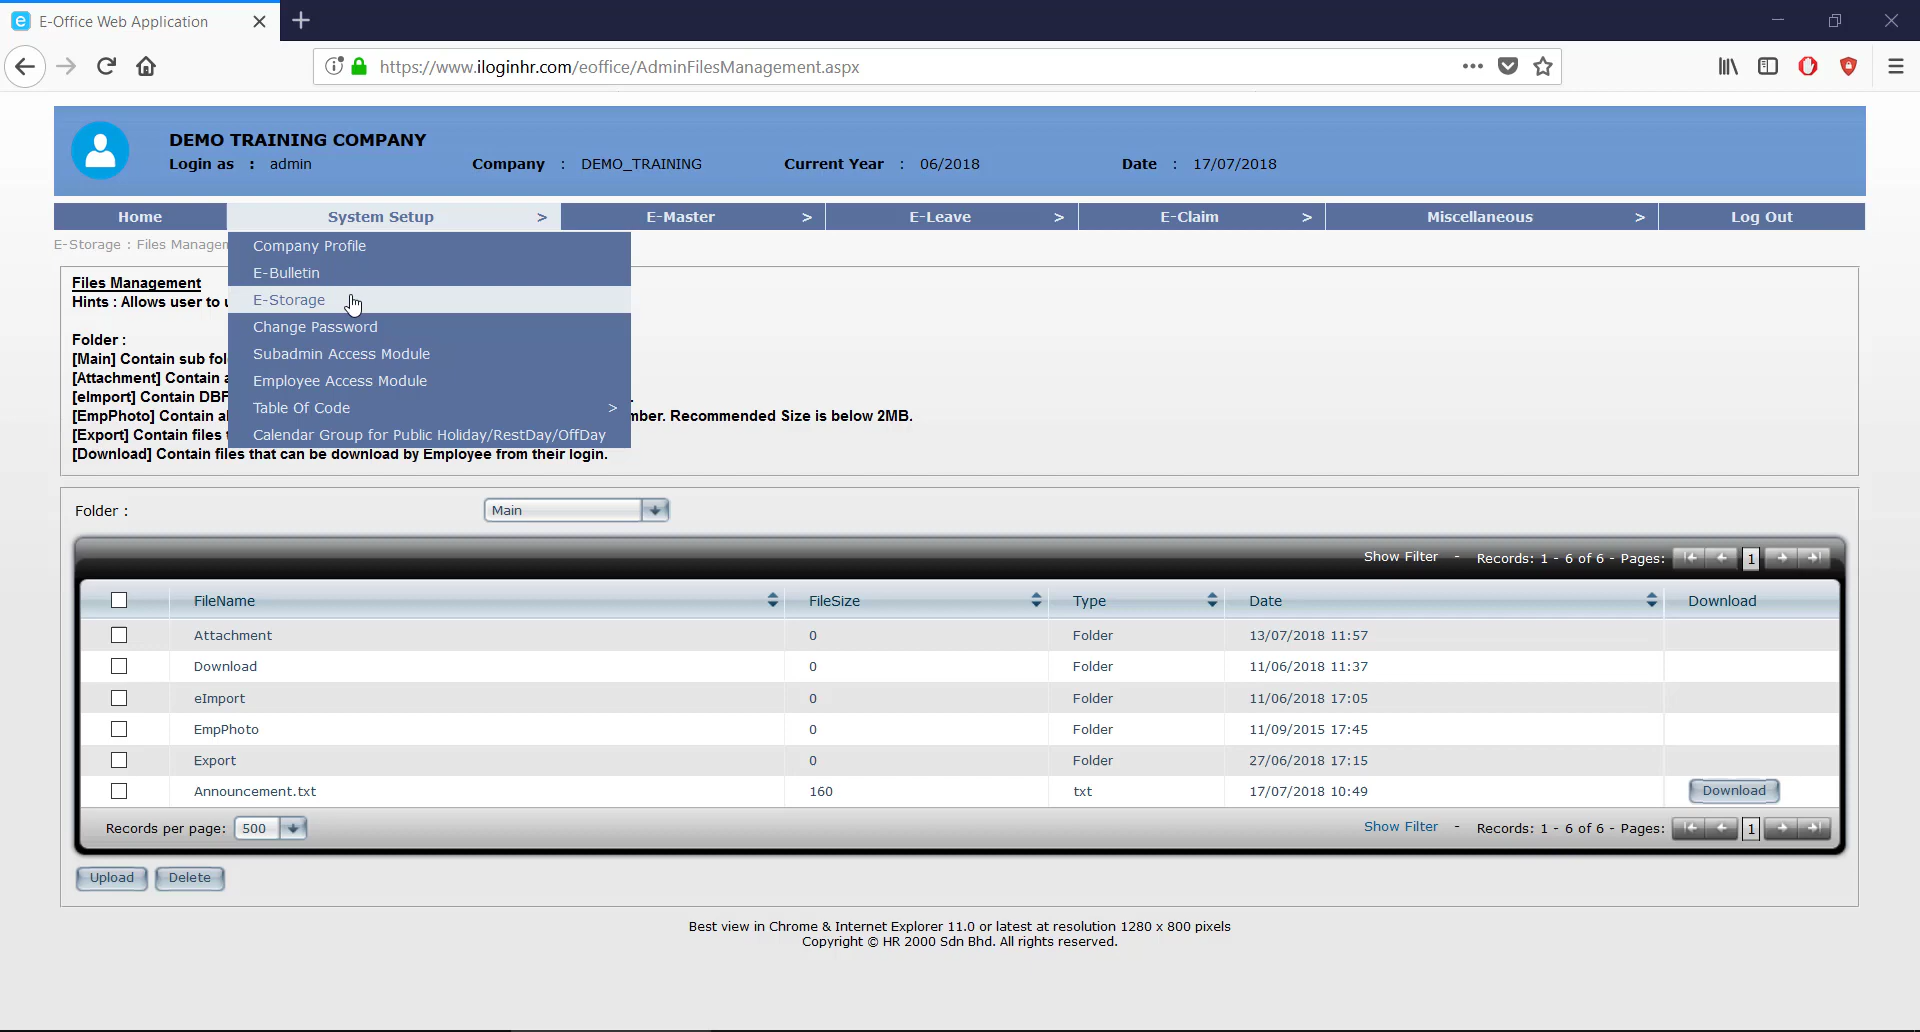 E-Office Web Application
https://www.iloginhr.com/eoffice/AdminFilesManagement.aspx
DEMO TRAINING COMPANY
Login as : admin Company : DEMO_TRAINING Current Year : 06/2018 Date : 17/07/2018
Home System Setup > E-Master > E-Leave > E-Claim > Miscellaneous > Log Out
E-Storage : Files Managem
Company Profile
E-Bulletin
E-Storage
Change Password
Subadmin Access Module
Employee Access Module
Table Of Code >
Calendar Group for Public Holiday/RestDay/OffDay
Files Management
Hints : Allows user to u
Folder :
[Main] Contain sub fol
[Attachment] Contain a
[eImport] Contain DBF
[EmpPhoto] Contain al mber. Recommended Size is below 2MB.
[Export] Contain files t
[Download] Contain files that can be download by Employee from their login.
Folder : Main
Show Filter - Records: 1 - 6 of 6 - Pages: 1
FileName FileSize Type Date Download
Attachment 0 Folder 13/07/2018 11:57
Download 0 Folder 11/06/2018 11:37
eImport 0 Folder 11/06/2018 17:05
EmpPhoto 0 Folder 11/09/2015 17:45
Export 0 Folder 27/06/2018 17:15
Announcement.txt 160 txt 17/07/2018 10:49 Download
Records per page: 500 Show Filter - Records: 1 - 6 of 6 - Pages: 1
Upload Delete
Best view in Chrome & Internet Explorer 11.0 or latest at resolution 1280 x 800 pixels
Copyright © HR 2000 Sdn Bhd. All rights reserved.